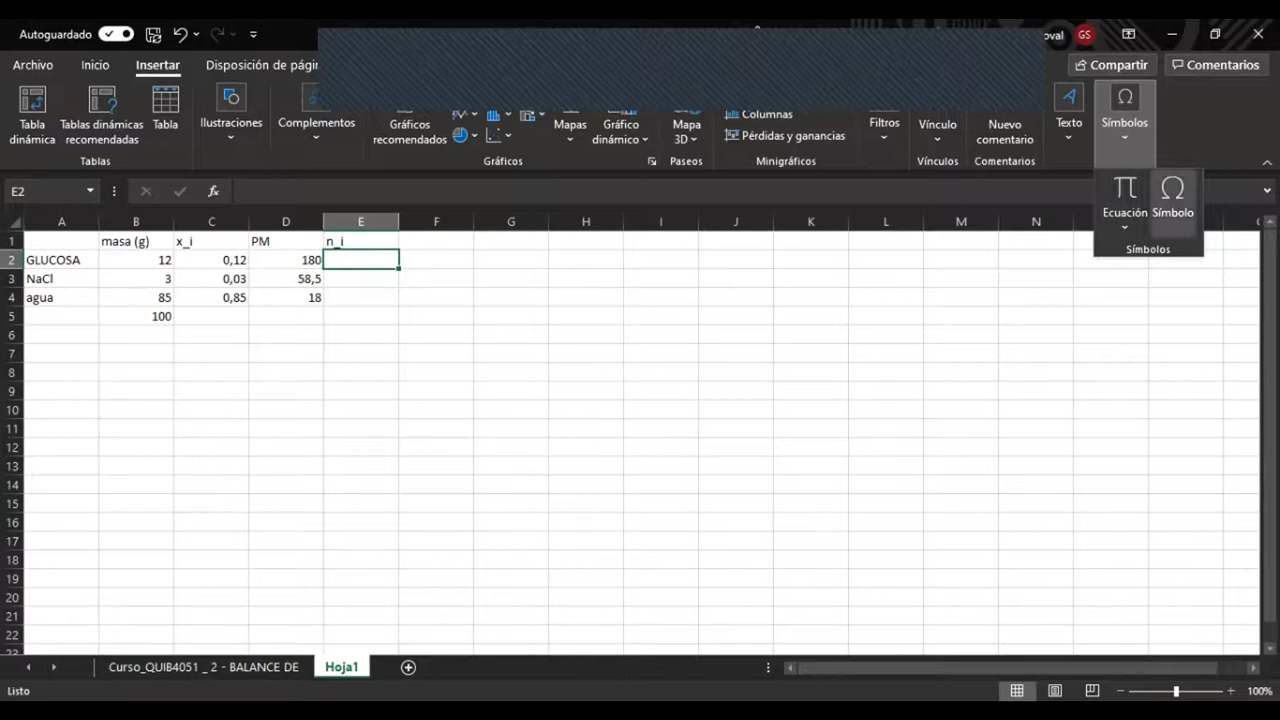 Autoguardado
oval GS
Archivo Inicio Insertar Disposición de págin Compartir Comentarios
Tabla dinámica
Tablas dinámicas recomendadas
Tabla
Ilustraciones
Complementos
Gráficos recomendados
Mapas
Gráfico dinámico
Mapa 3D
Columnas
Pérdidas y ganancias
Filtros
Vínculo
Nuevo comentario
Texto
Ω
Símbolos
Tablas Gráficos Paseos Minigráficos Vínculos Comentarios
E2 fx
π Ω
Ecuación Símbolo
Símbolos
A B C D E F G H I J K L M N
1 masa (g) x_i PM n_i
2 GLUCOSA 12 0,12 180
3 NaCl 3 0,03 58,5
4 agua 85 0,85 18
5 100
6
7
8
9
10
11
12
13
14
15
16
17
18
19
20
21
22
Curso_QUIB4051 _ 2 - BALANCE DE Hoja1
Listo 100%